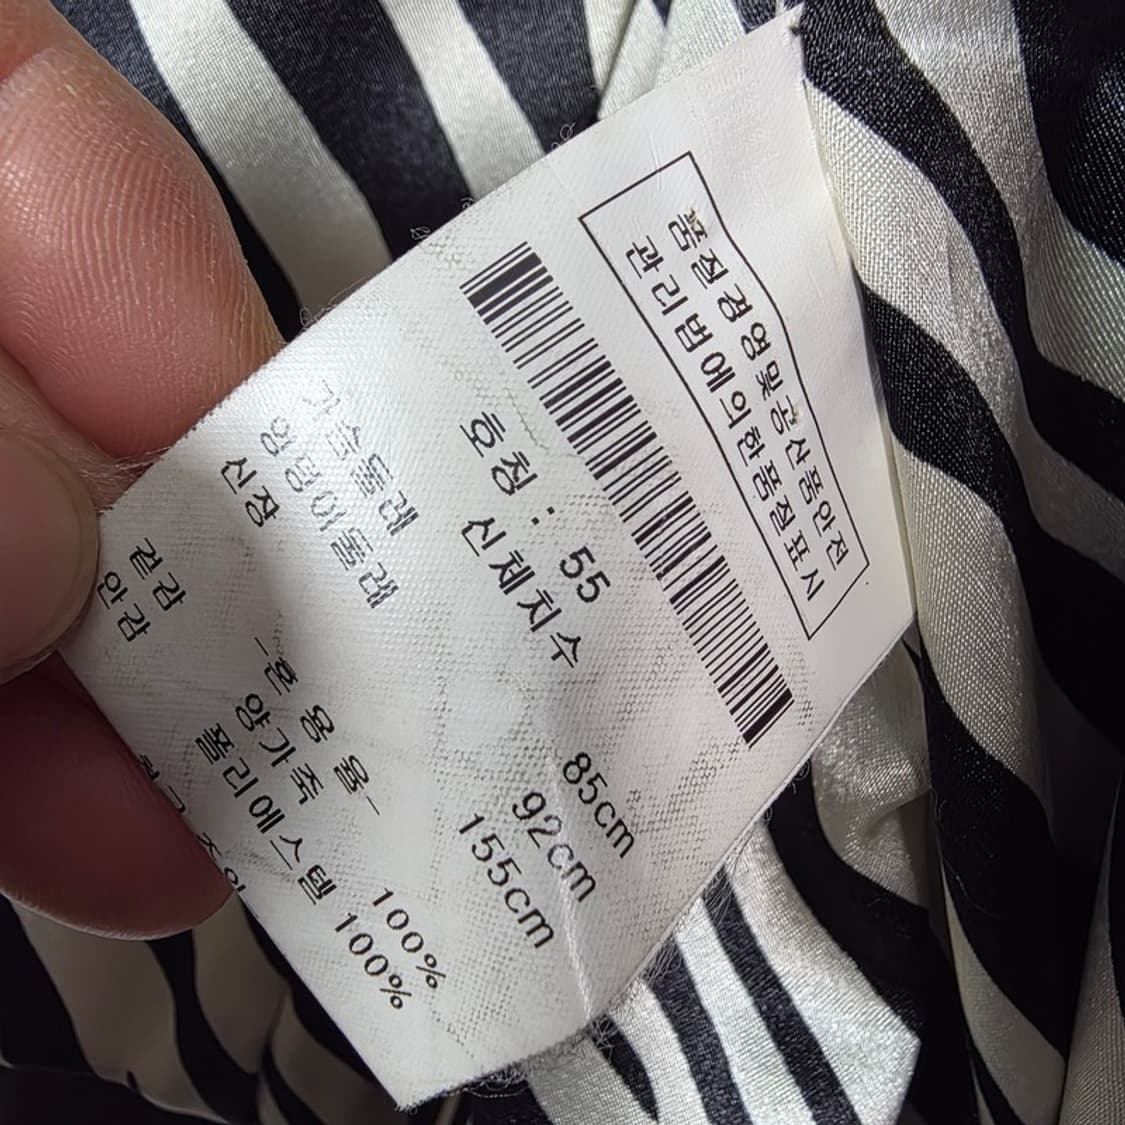 품질경영및공산품안전
관리법에의한품질표시
호칭 : 55
신체치수
가슴둘레 85cm
엉덩이둘레 92cm
신장 155cm
-혼용율-
겉감 양가죽 100%
안감 폴리에스텔 100%